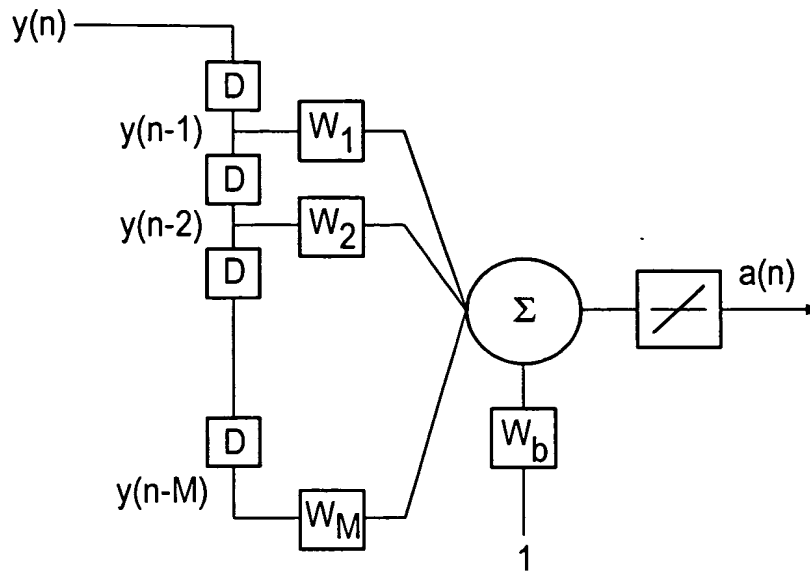 y(n)
D
y(n-1)
W1
D
y(n-2)
W2
D
Σ
a(n)
D
Wb
y(n-M)
WM
1